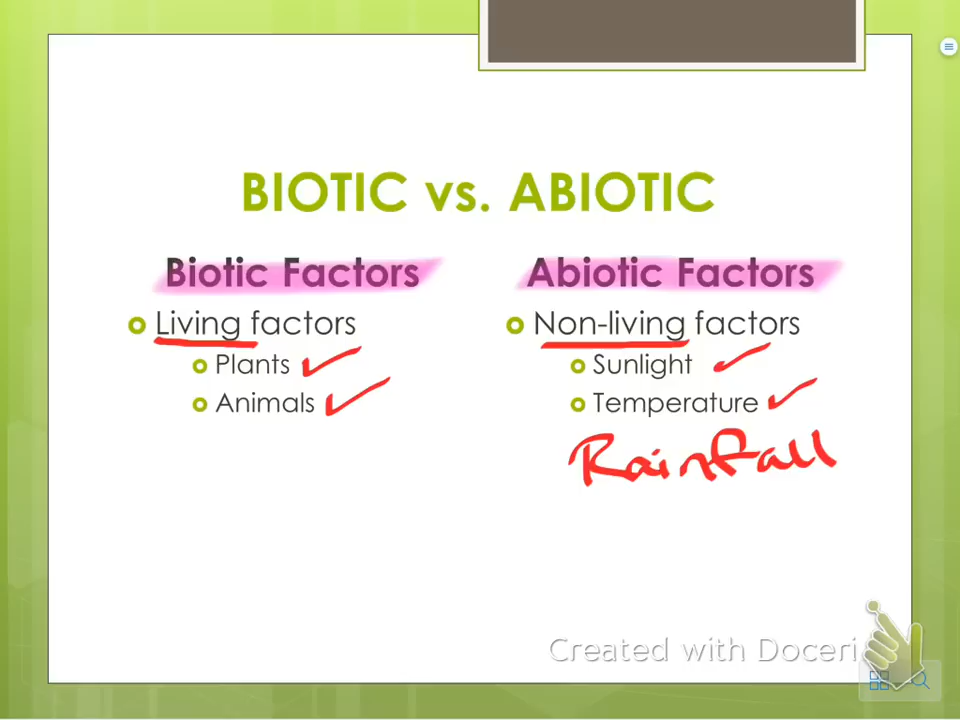 BIOTIC vs. ABIOTIC
Biotic Factors
Living factors
Plants
Animals
Abiotic Factors
Non-living factors
Sunlight
Temperature
Rainfall
Created with Doceri